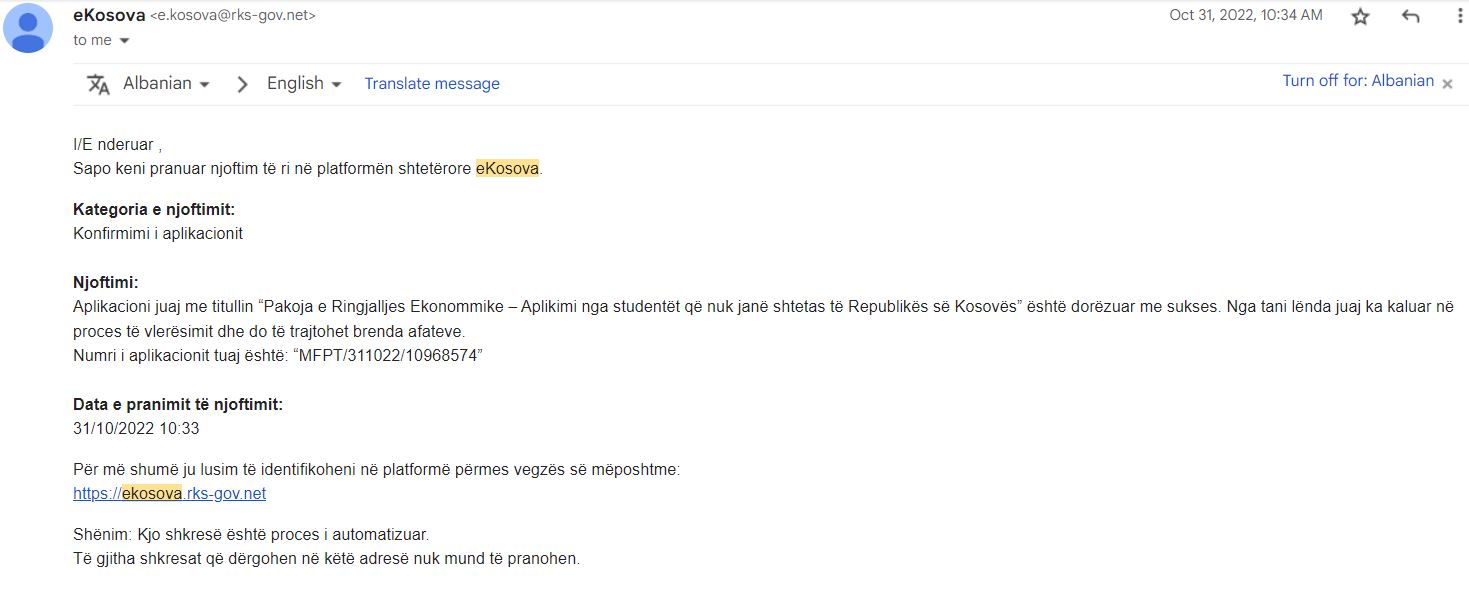 eKosova <e.kosova@rks-gov.net>
Oct 31, 2022, 10:34 AM
to me
Albanian
English
Translate message
Turn off for: Albanian
I/E nderuar ,
Sapo keni pranuar njoftim të ri në platformën shtetërore eKosova.
Kategoria e njoftimit:
Konfirmimi i aplikacionit
Njoftimi:
Aplikacioni juaj me titullin “Pakoja e Ringjalljes Ekonommike – Aplikimi nga studentët që nuk janë shtetas të Republikës së Kosovës” është dorëzuar me sukses. Nga tani lënda juaj ka kaluar në
proces të vlerësimit dhe do të trajtohet brenda afateve.
Numri i aplikacionit tuaj është: “MFPT/311022/10968574”
Data e pranimit të njoftimit:
31/10/2022 10:33
Për më shumë ju lusim të identifikoheni në platformë përmes vegzës së mëposhtme:
https://ekosova.rks-gov.net
Shënim: Kjo shkresë është proces i automatizuar.
Të gjitha shkresat që dërgohen në këtë adresë nuk mund të pranohen.